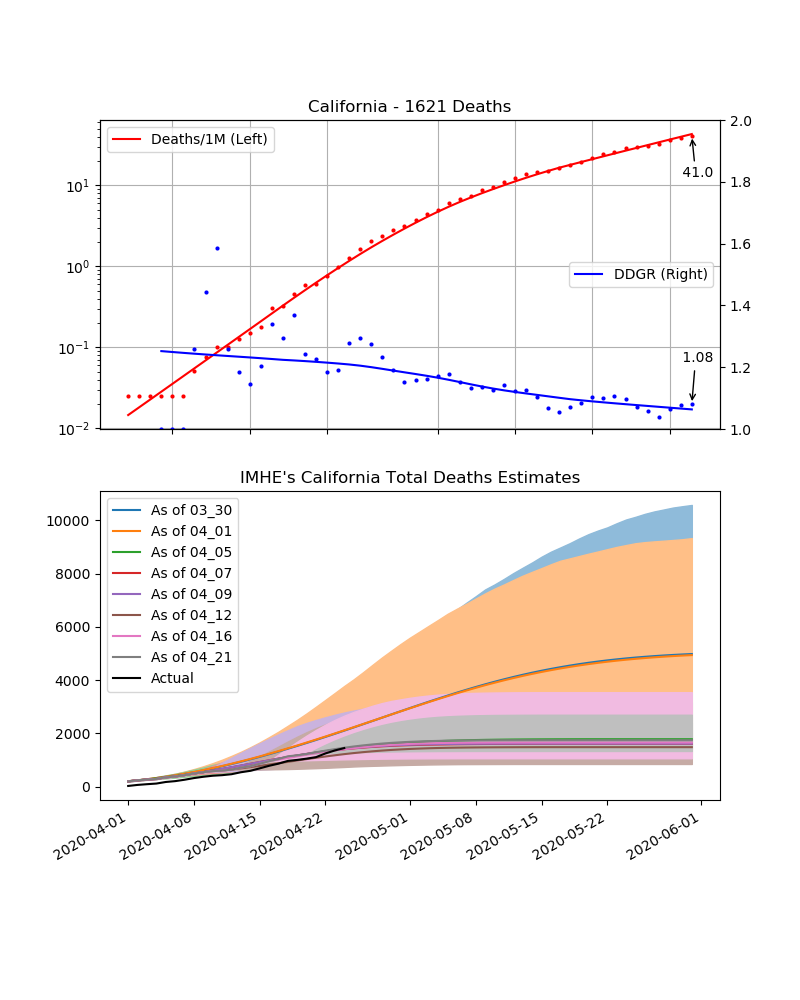 California - 1621 Deaths
Deaths/1M (Left)
DDGR (Right)
41.0
1.08
10¹
10⁰
10⁻¹
10⁻²
2.0
1.8
1.6
1.4
1.2
1.0
IMHE's California Total Deaths Estimates
As of 03_30
As of 04_01
As of 04_05
As of 04_07
As of 04_09
As of 04_12
As of 04_16
As of 04_21
Actual
10000
8000
6000
4000
2000
0
2020-04-01
2020-04-08
2020-04-15
2020-04-22
2020-05-01
2020-05-08
2020-05-15
2020-05-22
2020-06-01